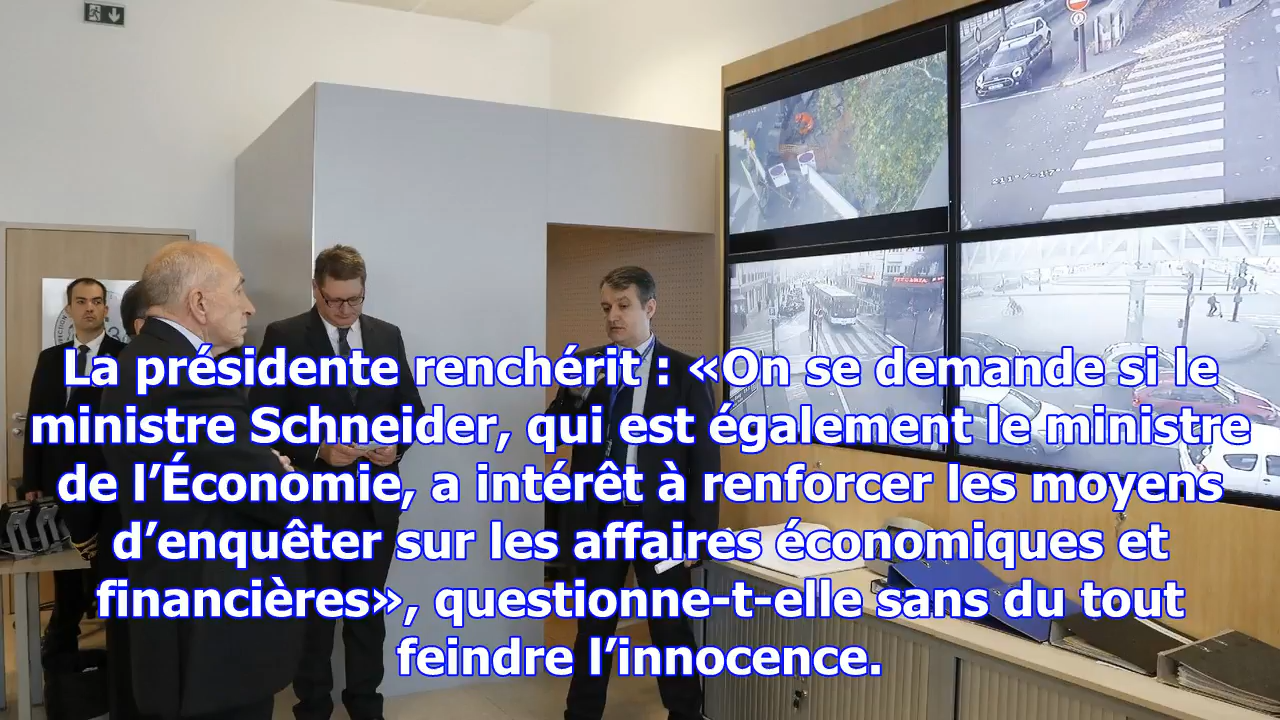 La présidente renchérit : «On se demande si le
ministre Schneider, qui est également le ministre
de l’Économie, a intérêt à renforcer les moyens
d’enquêter sur les affaires économiques et
financières», questionne-t-elle sans du tout
feindre l’innocence.